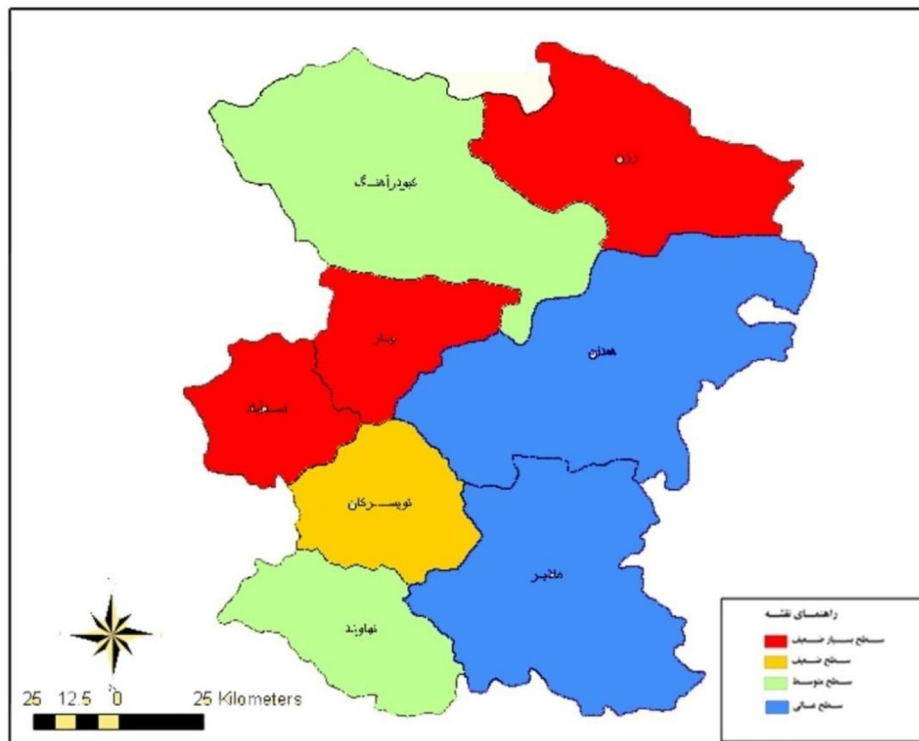 رزن
کبودرآهنگ
بهار
همدان
اسدآباد
تویسرکان
ملایر
نهاوند
راهنمای نقشه
سطح بسیار ضعیف
سطح ضعیف
سطح متوسط
سطح عالی
25 12.5 0 25 Kilometers